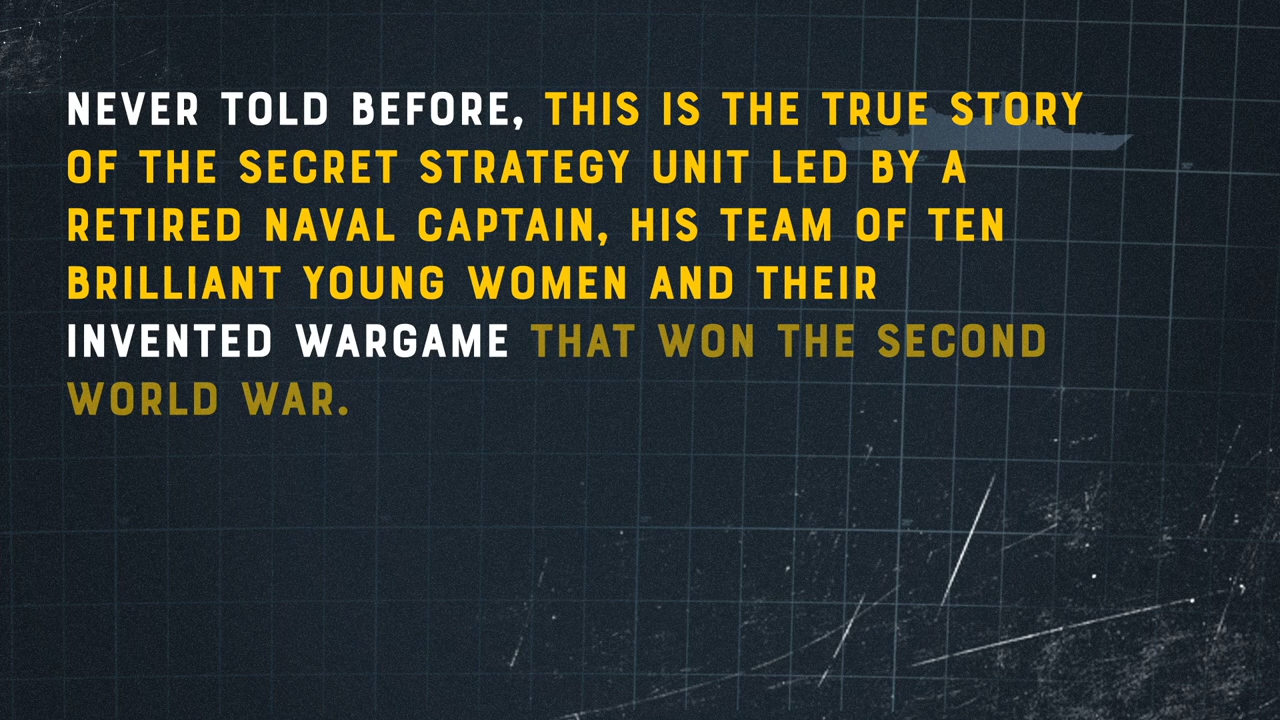 NEVER TOLD BEFORE, THIS IS THE TRUE STORY
OF THE SECRET STRATEGY UNIT LED BY A
RETIRED NAVAL CAPTAIN, HIS TEAM OF TEN
BRILLIANT YOUNG WOMEN AND THEIR
INVENTED WARGAME THAT WON THE SECOND
WORLD WAR.